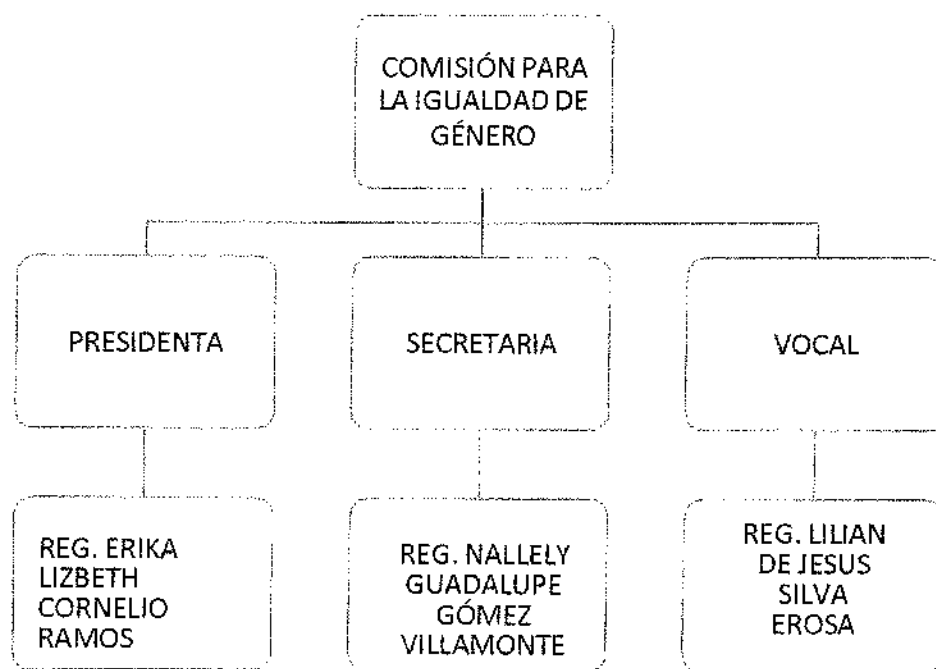 COMISIÓN PARA
LA IGUALDAD DE
GÉNERO
PRESIDENTA
SECRETARIA
VOCAL
REG. ERIKA
LIZBETH
CORNELIO
RAMOS
REG. NALLELY
GUADALUPE
GÓMEZ
VILLAMONTE
REG. LILIAN
DE JESUS
SILVA
EROSA